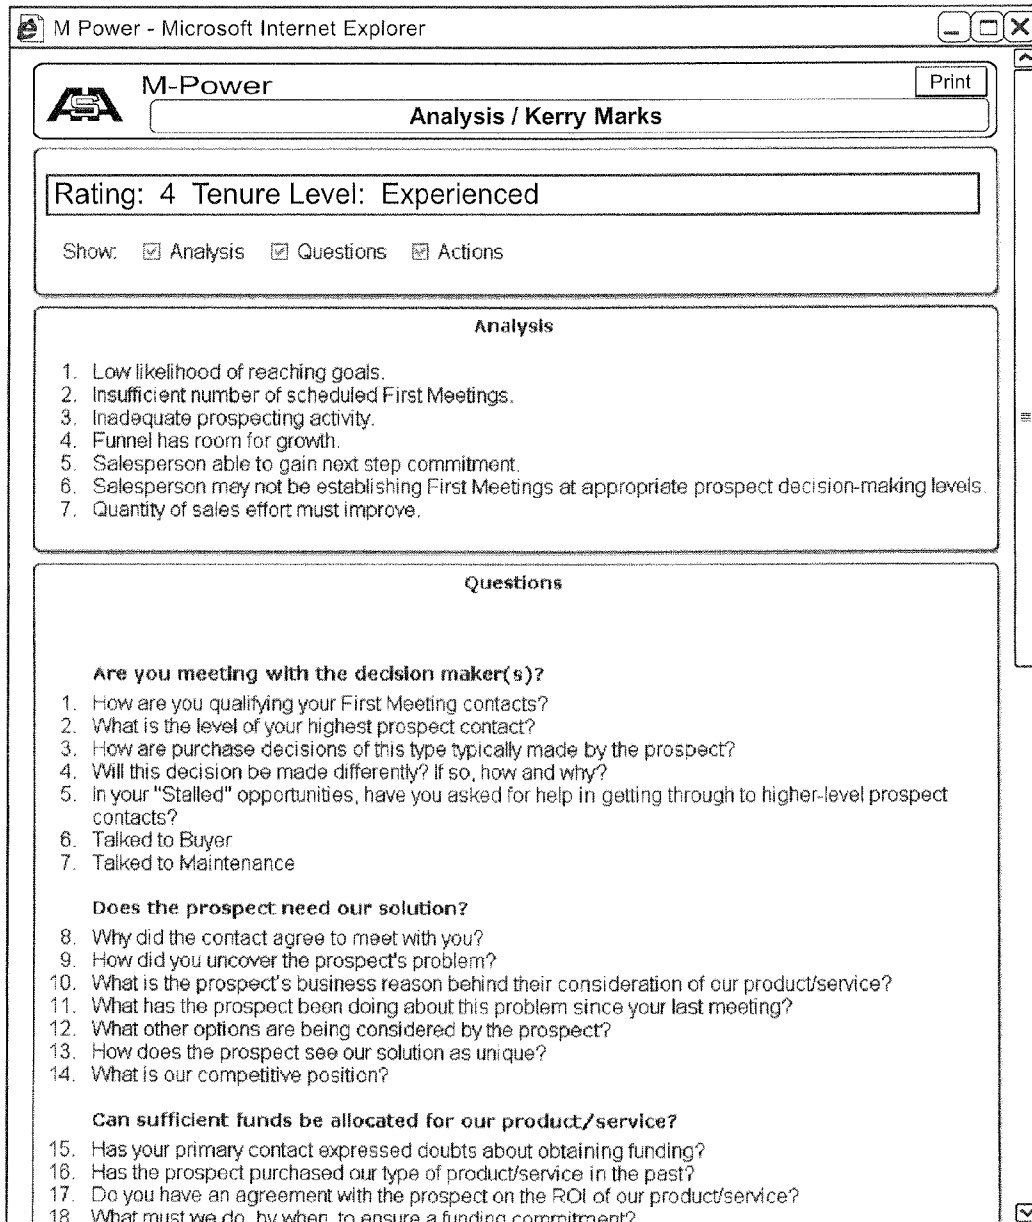 M Power - Microsoft Internet Explorer
ASA
M-Power
Print
Analysis / Kerry Marks
Rating: 4 Tenure Level: Experienced
Show: Analysis Questions Actions
Analysis
1. Low likelihood of reaching goals.
2. Insufficient number of scheduled First Meetings.
3. Inadequate prospecting activity.
4. Funnel has room for growth.
5. Salesperson able to gain next step commitment.
6. Salesperson may not be establishing First Meetings at appropriate prospect decision-making levels.
7. Quantity of sales effort must improve.
Questions
Are you meeting with the decision maker(s)?
1. How are you qualifying your First Meeting contacts?
2. What is the level of your highest prospect contact?
3. How are purchase decisions of this type typically made by the prospect?
4. Will this decision be made differently? If so, how and why?
5. In your "Stalled" opportunities, have you asked for help in getting through to higher-level prospect
contacts?
6. Talked to Buyer
7. Talked to Maintenance
Does the prospect need our solution?
8. Why did the contact agree to meet with you?
9. How did you uncover the prospect's problem?
10. What is the prospect's business reason behind their consideration of our product/service?
11. What has the prospect been doing about this problem since your last meeting?
12. What other options are being considered by the prospect?
13. How does the prospect see our solution as unique?
14. What is our competitive position?
Can sufficient funds be allocated for our product/service?
15. Has your primary contact expressed doubts about obtaining funding?
16. Has the prospect purchased our type of product/service in the past?
17. Do you have an agreement with the prospect on the ROI of our product/service?
18. What must we do, by when, to ensure a funding commitment?